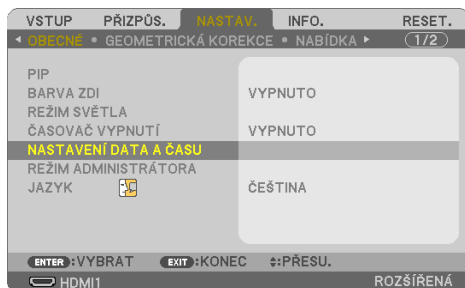 VSTUP PŘIZPŮS. NASTAV. INFO. RESET.
OBECNÉ • GEOMETRICKÁ KOREKCE • NABÍDKA 1/2
PIP
BARVA ZDI VYPNUTO
REŽIM SVĚTLA
ČASOVAČ VYPNUTÍ VYPNUTO
NASTAVENÍ DATA A ČASU
REŽIM ADMINISTRÁTORA
JAZYK ČEŠTINA
ENTER :VYBRAT EXIT :KONEC :PŘESU.
HDMI1 ROZŠÍŘENÁ